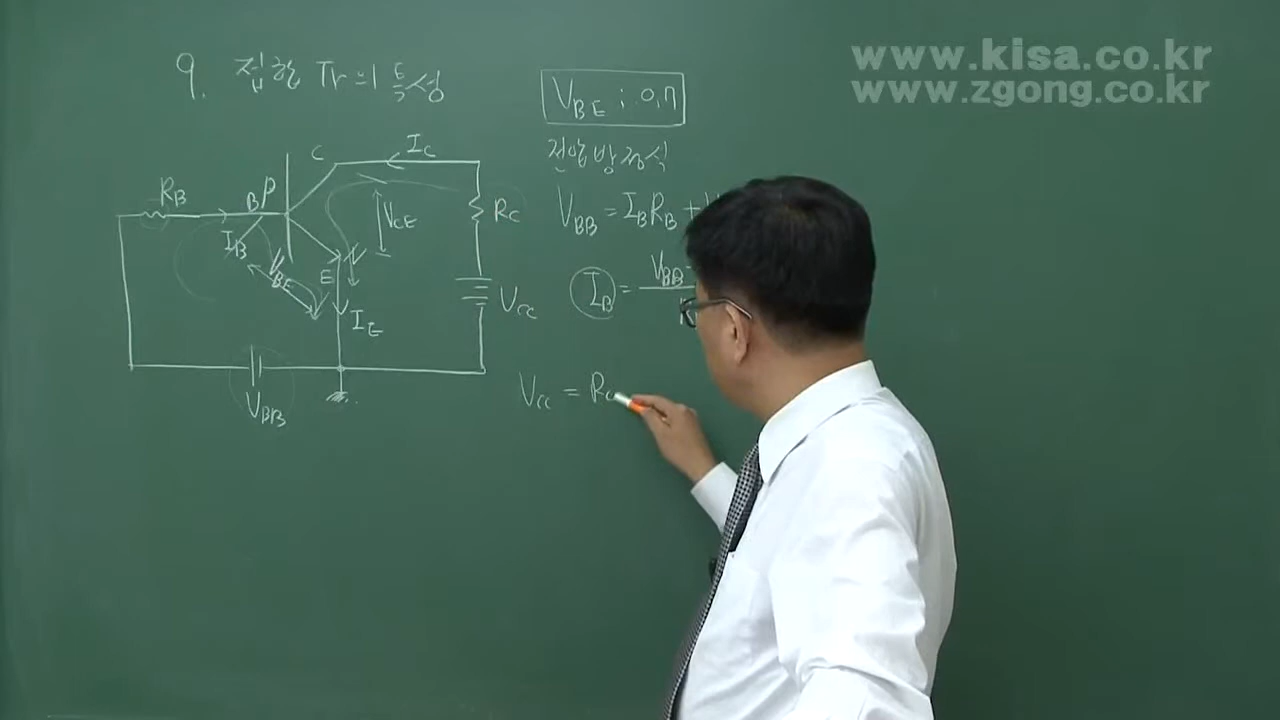 www.kisa.co.kr
www.zgong.co.kr
9. 접합 Tr의 특성
V_BE ; 0.7
전압방정식
V_BB = I_B R_B +
I_B = V_BB -
V_CC = R_C
R_B
B
P
C
I_C
I_B
V_CE
R_C
BE
E
I_E
V_CC
V_BB